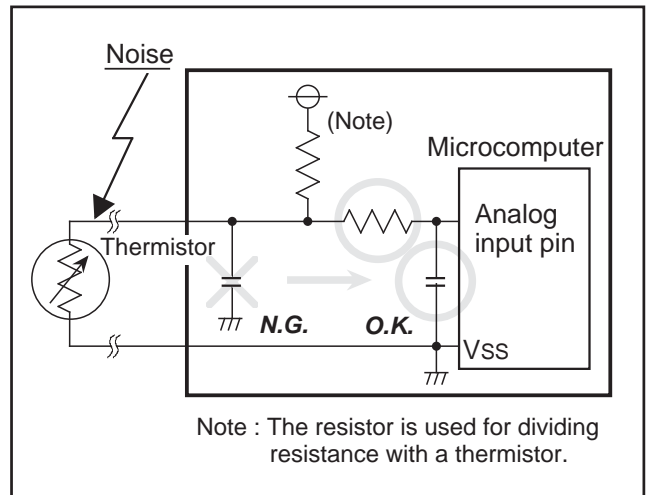 Noise
(Note)
Microcomputer
Analog
input pin
Thermistor
N.G.
O.K.
VSS
Note : The resistor is used for dividing
resistance with a thermistor.